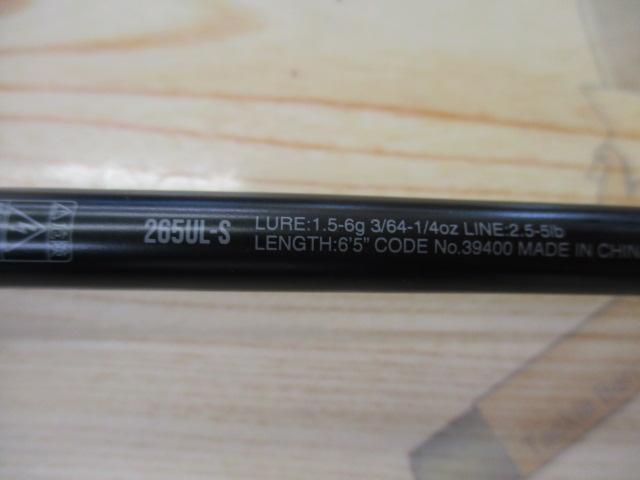 265UL-S
LURE:1.5-6g 3/64-1/4oz LINE:2.5-5lb
LENGTH:6'5" CODE No.39400 MADE IN CHIN